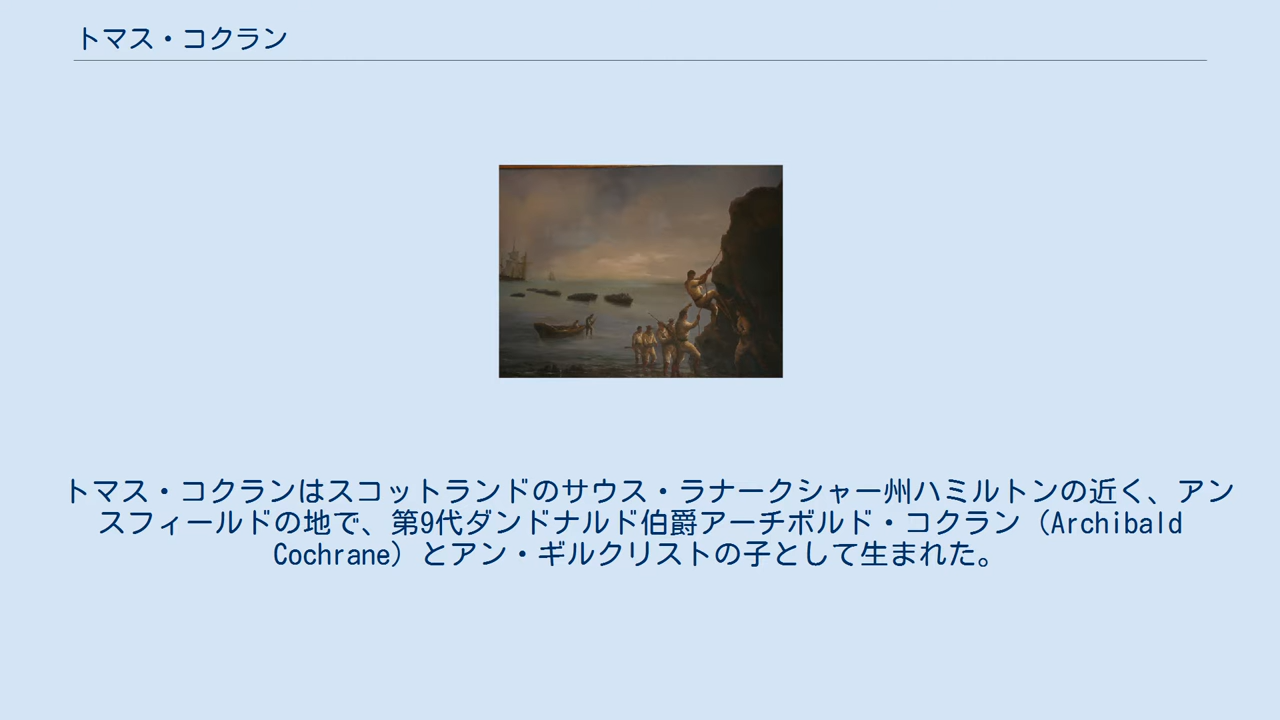 トマス・コクラン
トマス・コクランはスコットランドのサウス・ラナークシャー州ハミルトンの近く、アン
スフィールドの地で、第9代ダンドナルド伯爵アーチボルド・コクラン（Archibald
Cochrane）とアン・ギルクリストの子として生まれた。